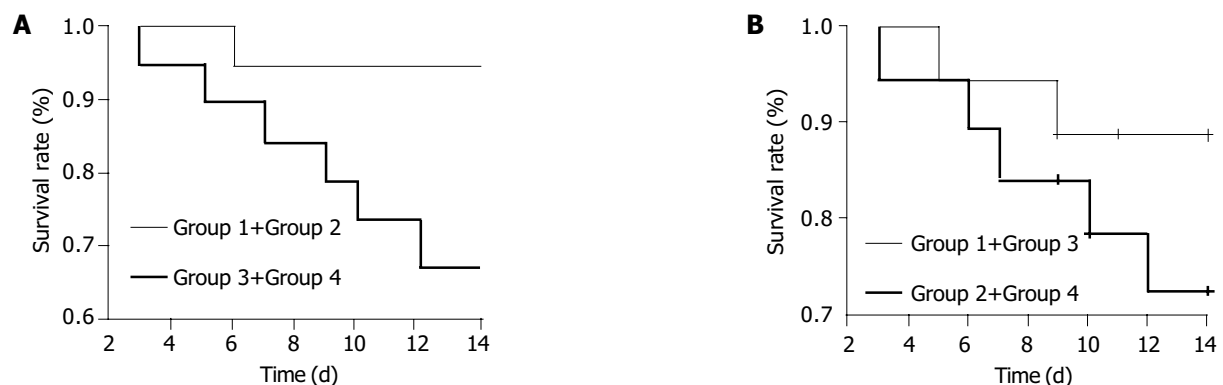 A
Survival rate (%)
1.0
0.9
0.8
0.7
0.6
Group 1+Group 2
Group 3+Group 4
2 4 6 8 10 12 14
Time (d)
B
Survival rate (%)
1.0
0.9
0.8
0.7
Group 1+Group 3
Group 2+Group 4
2 4 6 8 10 12 14
Time (d)